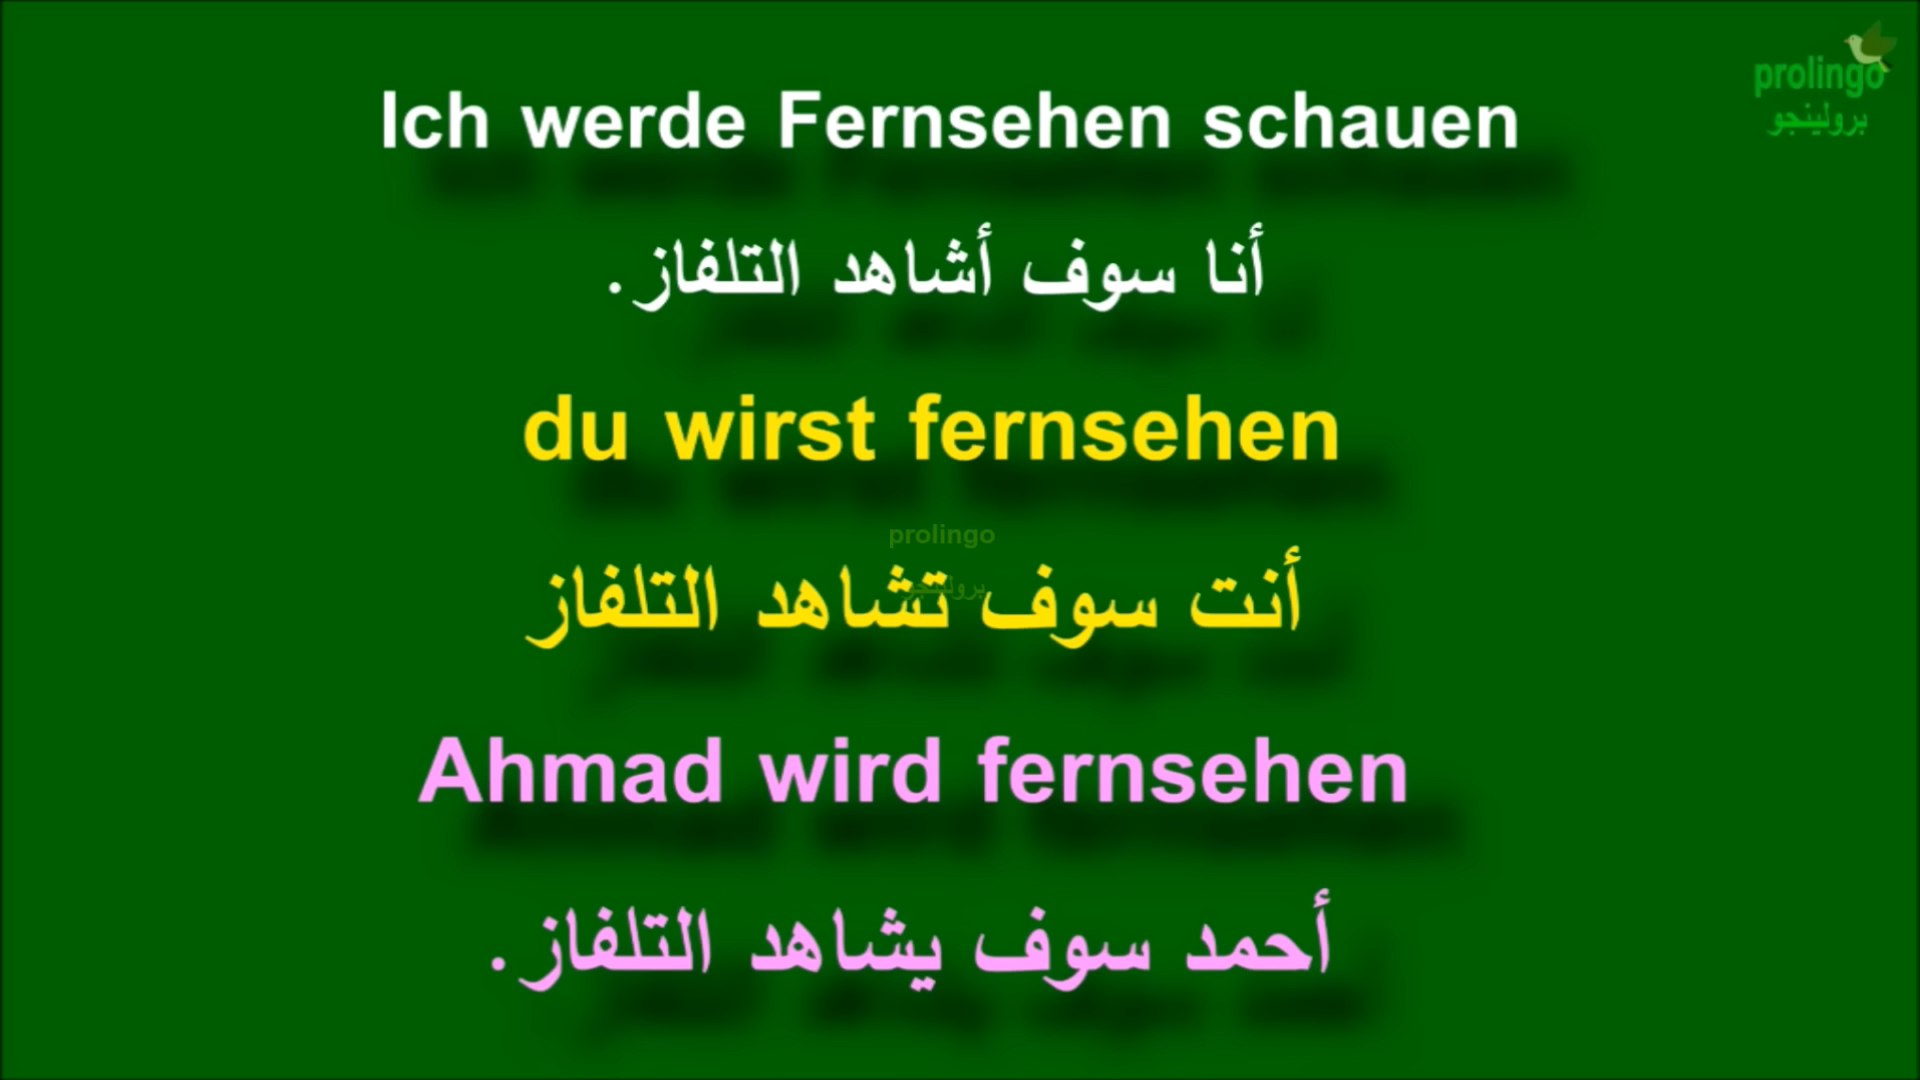 prolingo
برولينجو
Ich werde Fernsehen schauen
أنا سوف أشاهد التلفاز.
du wirst fernsehen
prolingo
برولينجو
أنت سوف تشاهد التلفاز
Ahmad wird fernsehen
أحمد سوف يشاهد التلفاز.